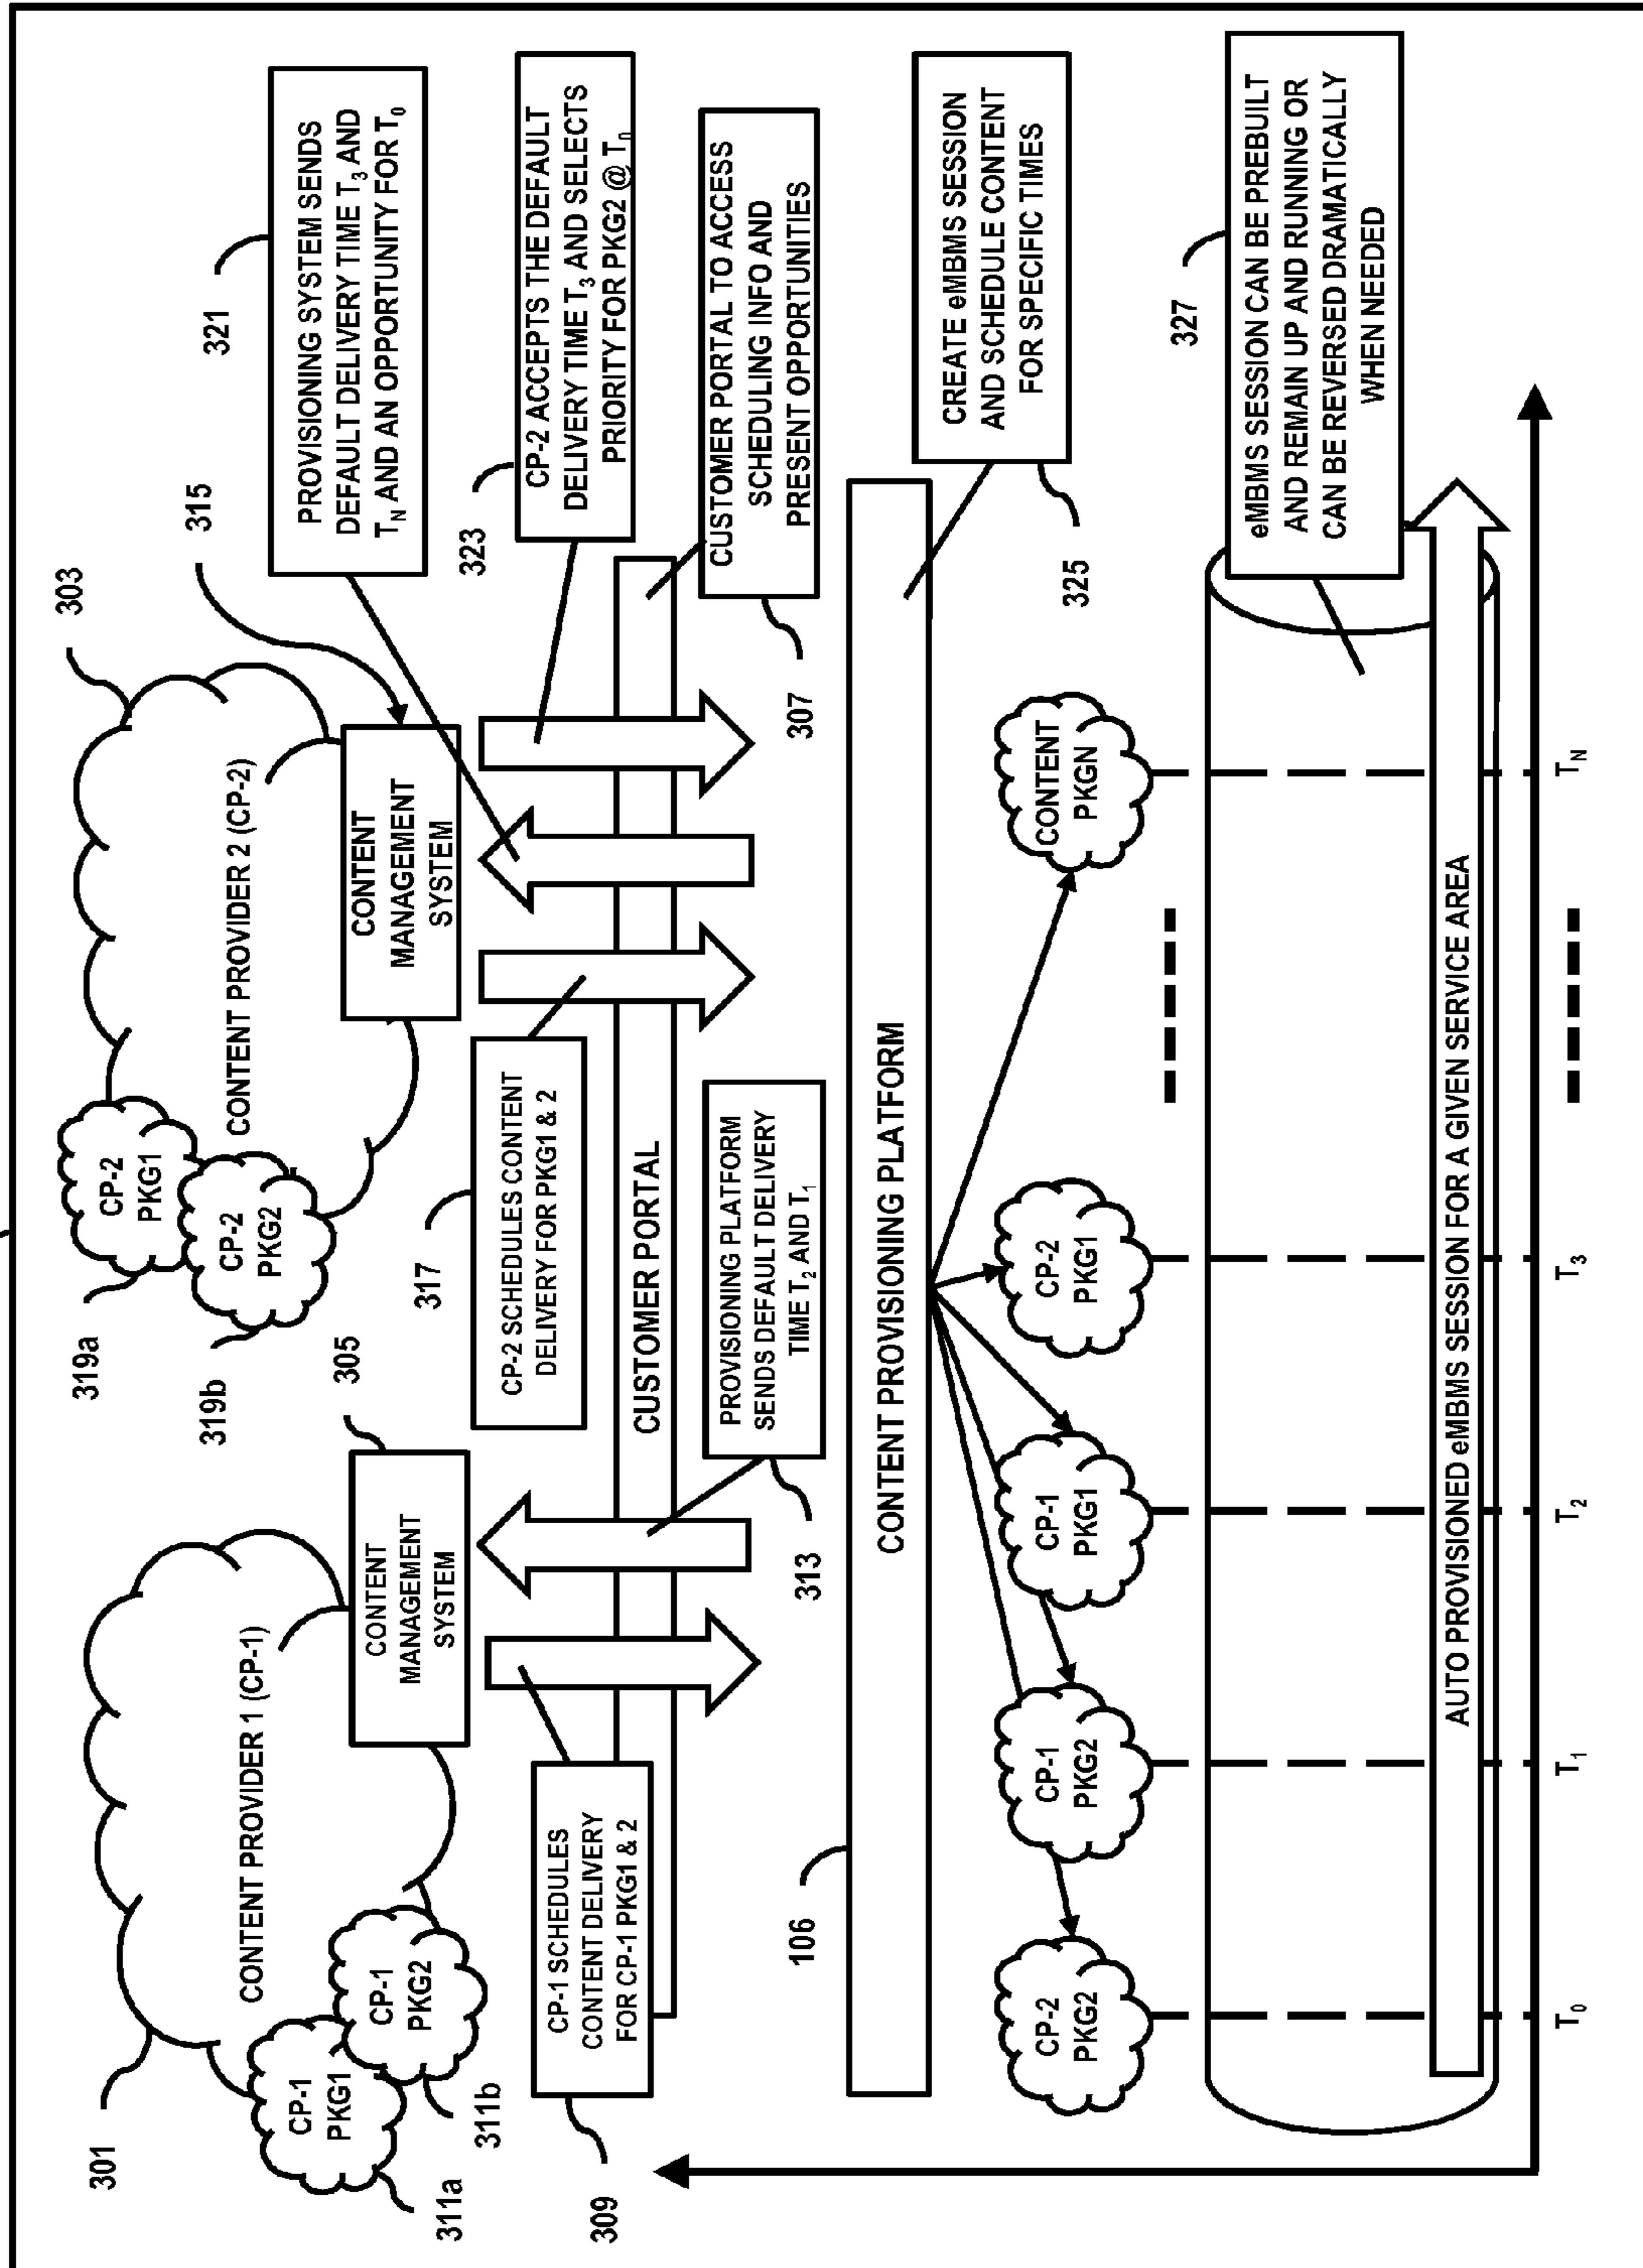 301
CONTENT PROVIDER 1 (CP-1)
CP-1
PKG1
CP-1
PKG2
311a
311b
CONTENT
MANAGEMENT
SYSTEM
305
319a
319b
CP-2
PKG1
CP-2
PKG2
CONTENT PROVIDER 2 (CP-2)
303
CONTENT
MANAGEMENT
SYSTEM
315
321
PROVISIONING SYSTEM SENDS
DEFAULT DELIVERY TIME T3 AND
TN AND AN OPPORTUNITY FOR T0
309
CP-1 SCHEDULES
CONTENT DELIVERY
FOR CP-1 PKG1 & 2
317
CP-2 SCHEDULES CONTENT
DELIVERY FOR PKG1 & 2
323
CP-2 ACCEPTS THE DEFAULT
DELIVERY TIME T3 AND SELECTS
PRIORITY FOR PKG2 @ T0
CUSTOMER PORTAL
313
PROVISIONING PLATFORM
SENDS DEFAULT DELIVERY
TIME T2 AND T1
307
CUSTOMER PORTAL TO ACCESS
SCHEDULING INFO AND
PRESENT OPPORTUNITIES
106
CONTENT PROVISIONING PLATFORM
CREATE eMBMS SESSION
AND SCHEDULE CONTENT
FOR SPECIFIC TIMES
325
CP-2
PKG2
CP-1
PKG2
CP-1
PKG1
CP-2
PKG1
CONTENT
PKGN
327
eMBMS SESSION CAN BE PREBUILT
AND REMAIN UP AND RUNNING OR
CAN BE REVERSED DRAMATICALLY
WHEN NEEDED
AUTO PROVISIONED eMBMS SESSION FOR A GIVEN SERVICE AREA
T0
T1
T2
T3
TN